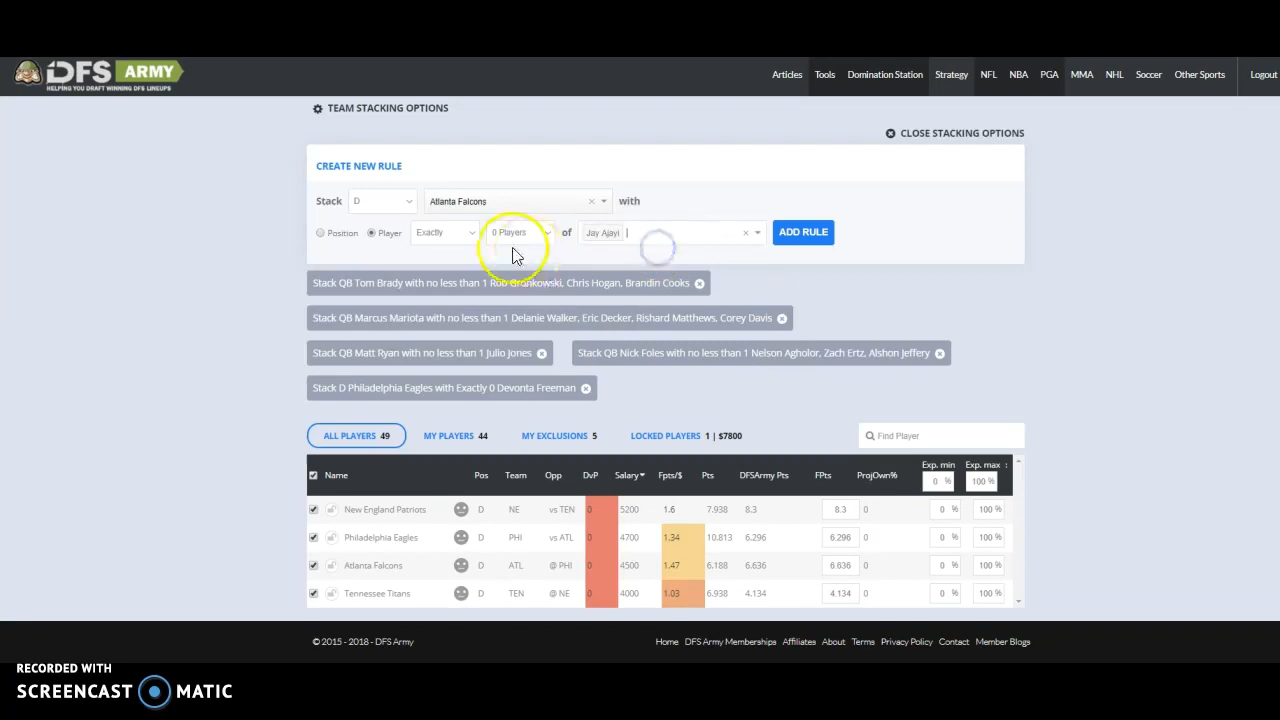 DFS ARMY
HELPING YOU DRAFT WINNING DFS LINEUPS
Articles Tools Domination Station Strategy NFL NBA PGA MMA NHL Soccer Other Sports Logout
TEAM STACKING OPTIONS
CLOSE STACKING OPTIONS
CREATE NEW RULE
Stack D Atlanta Falcons with
Position Player Exactly 0 Players of Jay Ajayi ADD RULE
Stack QB Tom Brady with no less than 1 Rob Gronkowski, Chris Hogan, Brandin Cooks
Stack QB Marcus Mariota with no less than 1 Delanie Walker, Eric Decker, Rishard Matthews, Corey Davis
Stack QB Matt Ryan with no less than 1 Julio Jones Stack QB Nick Foles with no less than 1 Nelson Agholor, Zach Ertz, Alshon Jeffery
Stack D Philadelphia Eagles with Exactly 0 Devonta Freeman
ALL PLAYERS 49 MY PLAYERS 44 MY EXCLUSIONS 5 LOCKED PLAYERS 1 | $7800 Find Player
Name Pos Team Opp DvP Salary Fpts/$ Pts DFSArmy Pts FPts ProjOwn% Exp. min 0 % Exp. max 100 %
New England Patriots D NE vs TEN 0 5200 1.6 7.938 8.3 8.3 0 0 % 100 %
Philadelphia Eagles D PHI vs ATL 0 4700 1.34 10.813 6.296 6.296 0 0 % 100 %
Atlanta Falcons D ATL @ PHI 0 4500 1.47 6.188 6.636 6.636 0 0 % 100 %
Tennessee Titans D TEN @ NE 0 4000 1.03 6.938 4.134 4.134 0 0 % 100 %
© 2015 - 2018 - DFS Army Home DFS Army Memberships Affiliates About Terms Privacy Policy Contact Member Blogs
RECORDED WITH
SCREENCAST MATIC